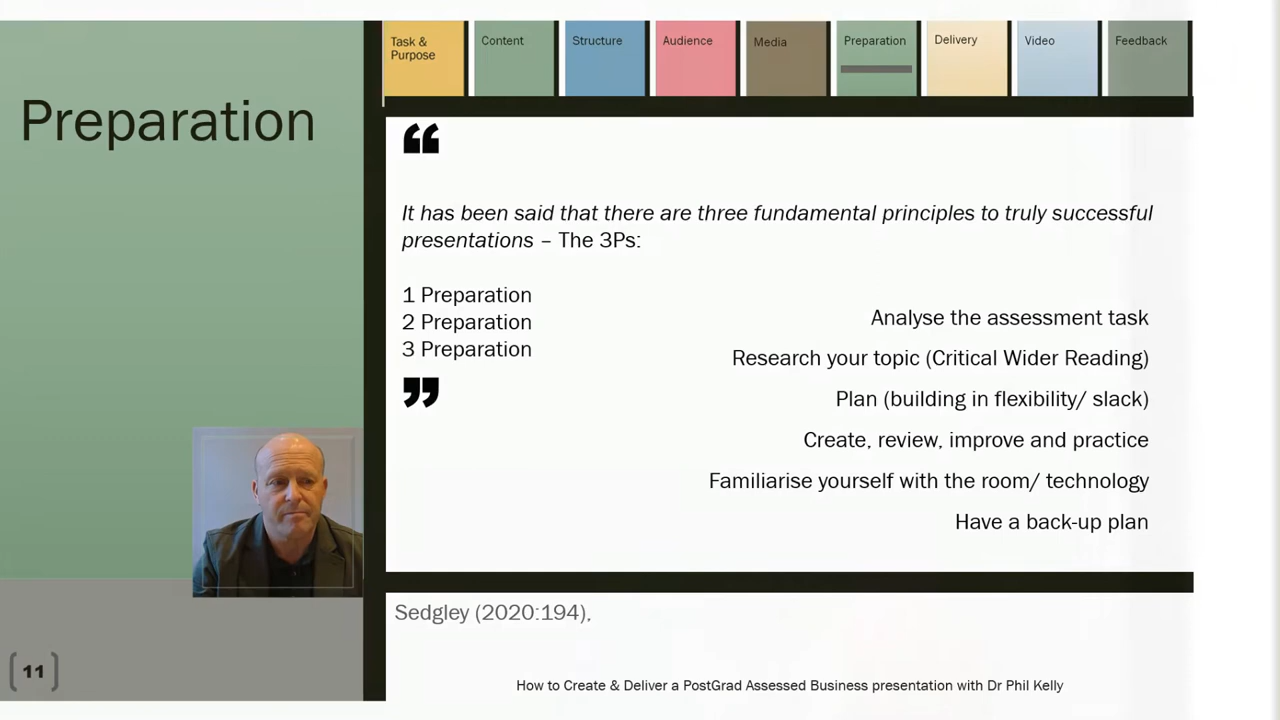 Task &
Purpose
Content
Structure
Audience
Media
Preparation
Delivery
Video
Feedback
Preparation
“
It has been said that there are three fundamental principles to truly successful
presentations – The 3Ps:
1 Preparation
2 Preparation
3 Preparation
”
Analyse the assessment task
Research your topic (Critical Wider Reading)
Plan (building in flexibility/ slack)
Create, review, improve and practice
Familiarise yourself with the room/ technology
Have a back-up plan
Sedgley (2020:194),
[11]
How to Create & Deliver a PostGrad Assessed Business presentation with Dr Phil Kelly